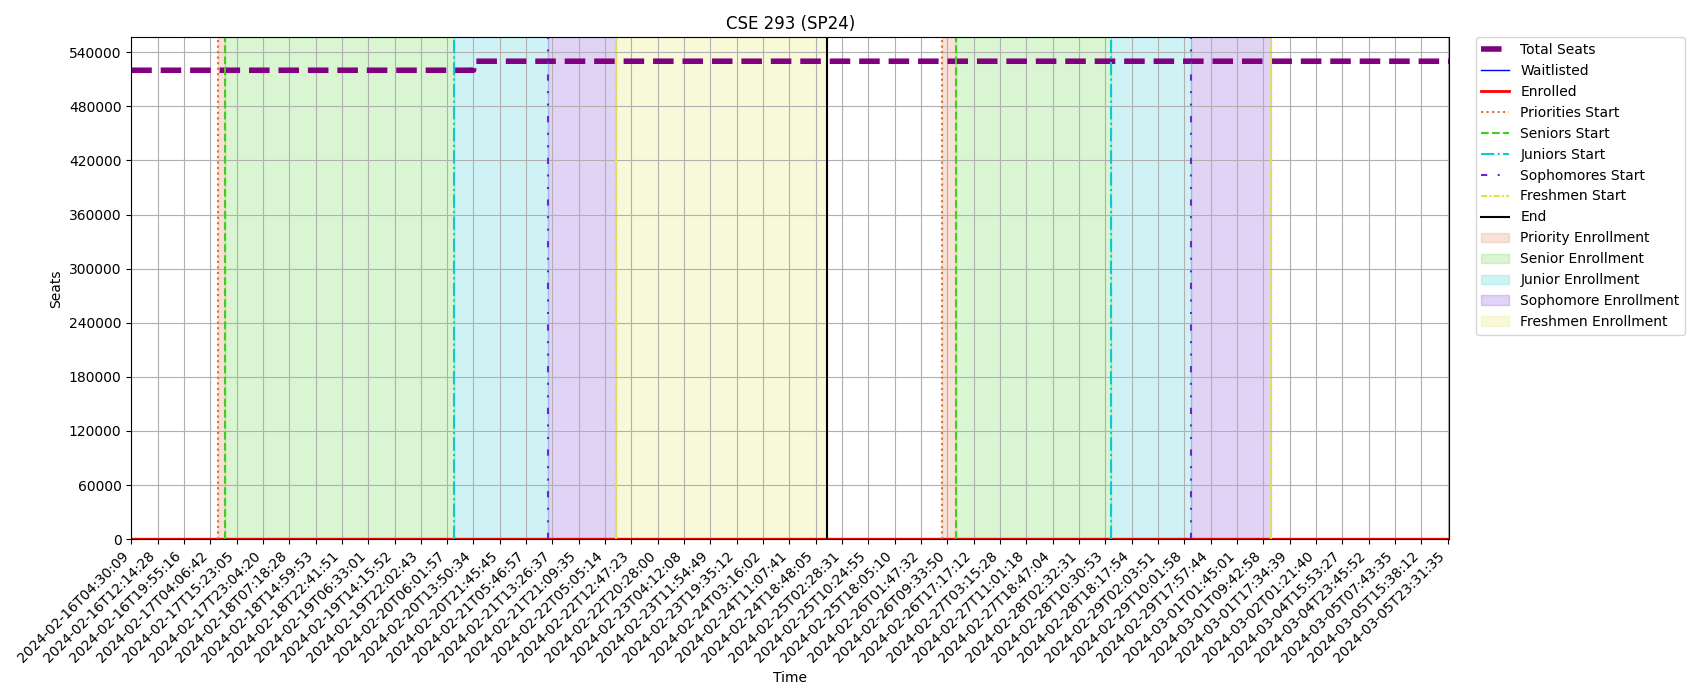 CSE 293 (SP24)
540000
480000
420000
360000
300000
240000
180000
120000
60000
0
Seats
2024-02-16T04:30:09
2024-02-16T12:14:28
2024-02-16T19:55:16
2024-02-17T04:06:42
2024-02-17T15:23:05
2024-02-17T23:04:20
2024-02-18T07:18:28
2024-02-18T14:59:53
2024-02-18T22:41:51
2024-02-19T06:33:01
2024-02-19T14:15:52
2024-02-19T22:02:43
2024-02-20T06:01:57
2024-02-20T13:50:34
2024-02-20T21:45:45
2024-02-21T05:46:57
2024-02-21T13:26:37
2024-02-21T21:09:35
2024-02-22T05:05:14
2024-02-22T12:47:23
2024-02-22T20:28:00
2024-02-23T04:12:08
2024-02-23T11:54:49
2024-02-23T19:35:12
2024-02-24T03:16:02
2024-02-24T11:07:41
2024-02-24T18:48:05
2024-02-25T02:28:31
2024-02-25T10:24:55
2024-02-25T18:05:10
2024-02-26T01:47:32
2024-02-26T09:33:50
2024-02-26T17:17:12
2024-02-27T03:15:28
2024-02-27T11:01:18
2024-02-27T18:47:04
2024-02-28T02:32:31
2024-02-28T10:30:53
2024-02-28T18:17:54
2024-02-29T02:03:51
2024-02-29T10:01:58
2024-02-29T17:57:44
2024-03-01T01:45:01
2024-03-01T09:42:58
2024-03-01T17:34:39
2024-03-02T01:21:40
2024-03-04T15:53:27
2024-03-04T23:45:52
2024-03-05T07:43:35
2024-03-05T15:38:12
2024-03-05T23:31:35
Time
Total Seats
Waitlisted
Enrolled
Priorities Start
Seniors Start
Juniors Start
Sophomores Start
Freshmen Start
End
Priority Enrollment
Senior Enrollment
Junior Enrollment
Sophomore Enrollment
Freshmen Enrollment